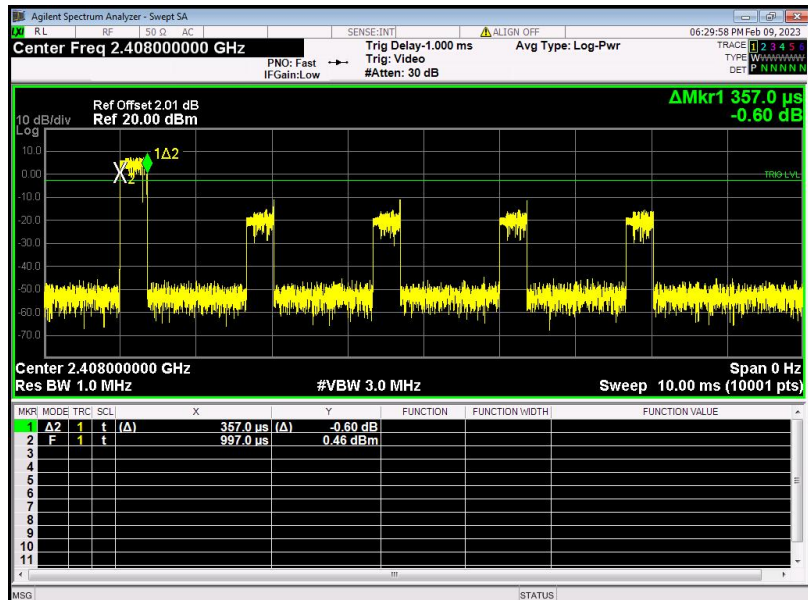 Agilent Spectrum Analyzer - Swept SA
RL RF 50 Ω AC SENSE:INT ALIGN OFF 06:29:58 PM Feb 09, 2023
Center Freq 2.408000000 GHz
PNO: Fast
IFGain:Low
Trig Delay-1.000 ms
Trig: Video
#Atten: 30 dB
Avg Type: Log-Pwr
TRACE 1 2 3 4 5 6
TYPE WWWWWW
DET P N N N N N
ΔMkr1 357.0 µs
-0.60 dB
Ref Offset 2.01 dB
10 dB/div Ref 20.00 dBm
Log
10.0
0.00
-10.0
-20.0
-30.0
-40.0
-50.0
-60.0
-70.0
1Δ2
2
TRIG LVL
Center 2.408000000 GHz Span 0 Hz
Res BW 1.0 MHz #VBW 3.0 MHz Sweep 10.00 ms (10001 pts)
MKR MODE TRC SCL X Y FUNCTION FUNCTION WIDTH FUNCTION VALUE
1 Δ2 1 t (Δ) 357.0 µs (Δ) -0.60 dB
2 F 1 t 997.0 µs 0.46 dBm
3
4
5
6
7
8
9
10
11
MSG STATUS